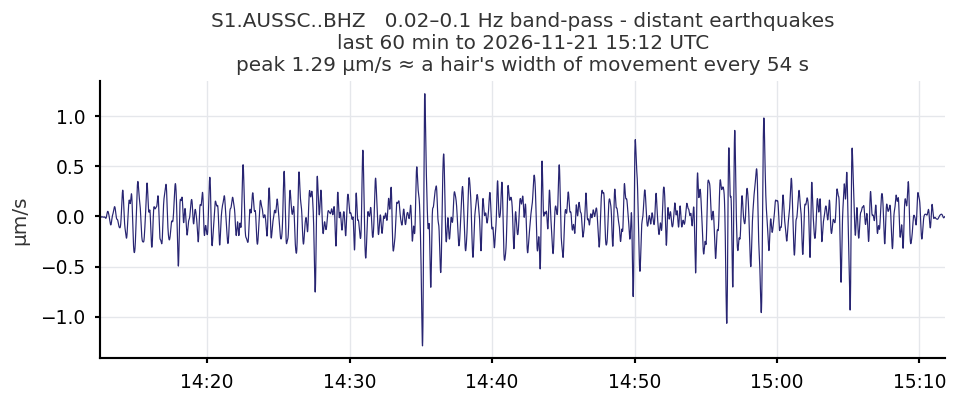 S1.AUSSC..BHZ   0.02–0.1 Hz band-pass - distant earthquakes
last 60 min to 2026-11-21 15:12 UTC
peak 1.29 µm/s ≈ a hair's width of movement every 54 s
1.0
0.5
0.0
−0.5
−1.0
µm/s
14:20
14:30
14:40
14:50
15:00
15:10